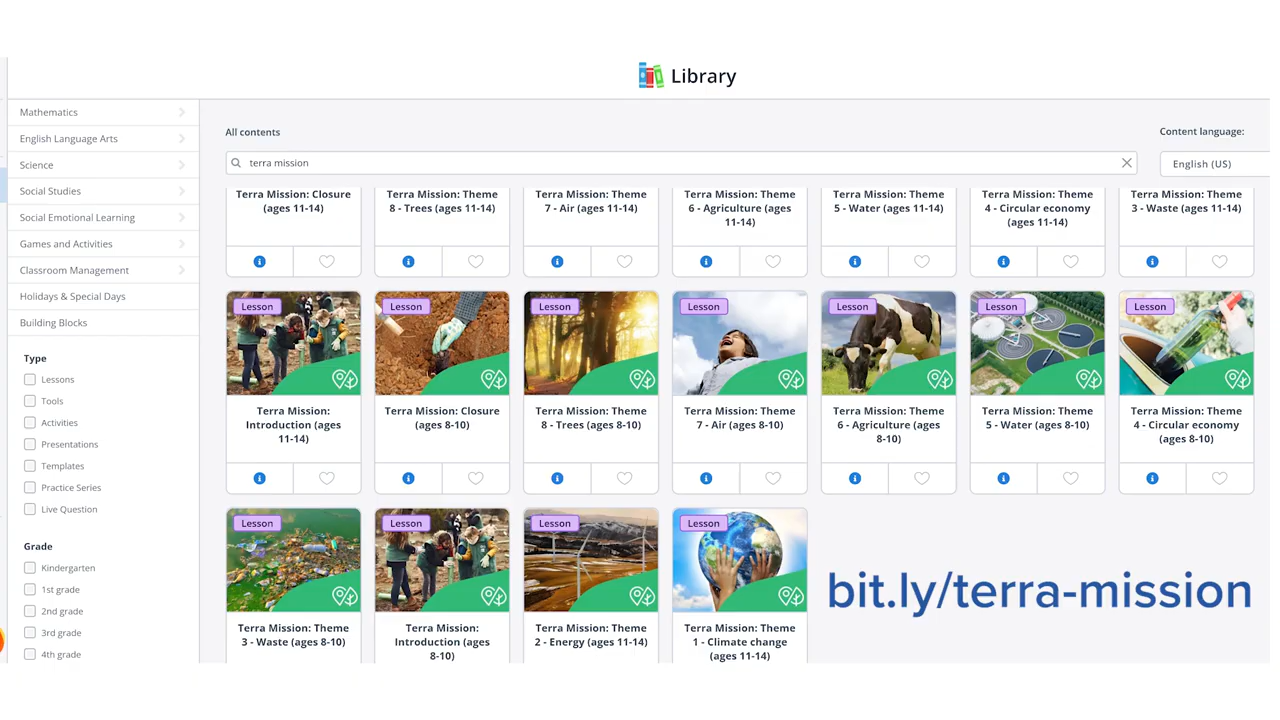 Library
Mathematics
English Language Arts
Science
Social Studies
Social Emotional Learning
Games and Activities
Classroom Management
Holidays & Special Days
Building Blocks
Type
Lessons
Tools
Activities
Presentations
Templates
Practice Series
Live Question
Grade
Kindergarten
1st grade
2nd grade
3rd grade
4th grade
All contents
Content language:
terra mission
English (US)
Terra Mission: Closure
(ages 11-14)
Terra Mission: Theme
8 - Trees (ages 11-14)
Terra Mission: Theme
7 - Air (ages 11-14)
Terra Mission: Theme
6 - Agriculture (ages
11-14)
Terra Mission: Theme
5 - Water (ages 11-14)
Terra Mission: Theme
4 - Circular economy
(ages 11-14)
Terra Mission: Theme
3 - Waste (ages 11-14)
Lesson
Terra Mission:
Introduction (ages
11-14)
Lesson
Terra Mission: Closure
(ages 8-10)
Lesson
Terra Mission: Theme
8 - Trees (ages 8-10)
Lesson
Terra Mission: Theme
7 - Air (ages 8-10)
Lesson
Terra Mission: Theme
6 - Agriculture (ages
8-10)
Lesson
Terra Mission: Theme
5 - Water (ages 8-10)
Lesson
Terra Mission: Theme
4 - Circular economy
(ages 8-10)
Lesson
Terra Mission: Theme
3 - Waste (ages 8-10)
Lesson
Terra Mission:
Introduction (ages
8-10)
Lesson
Terra Mission: Theme
2 - Energy (ages 11-14)
Lesson
Terra Mission: Theme
1 - Climate change
(ages 11-14)
bit.ly/terra-mission